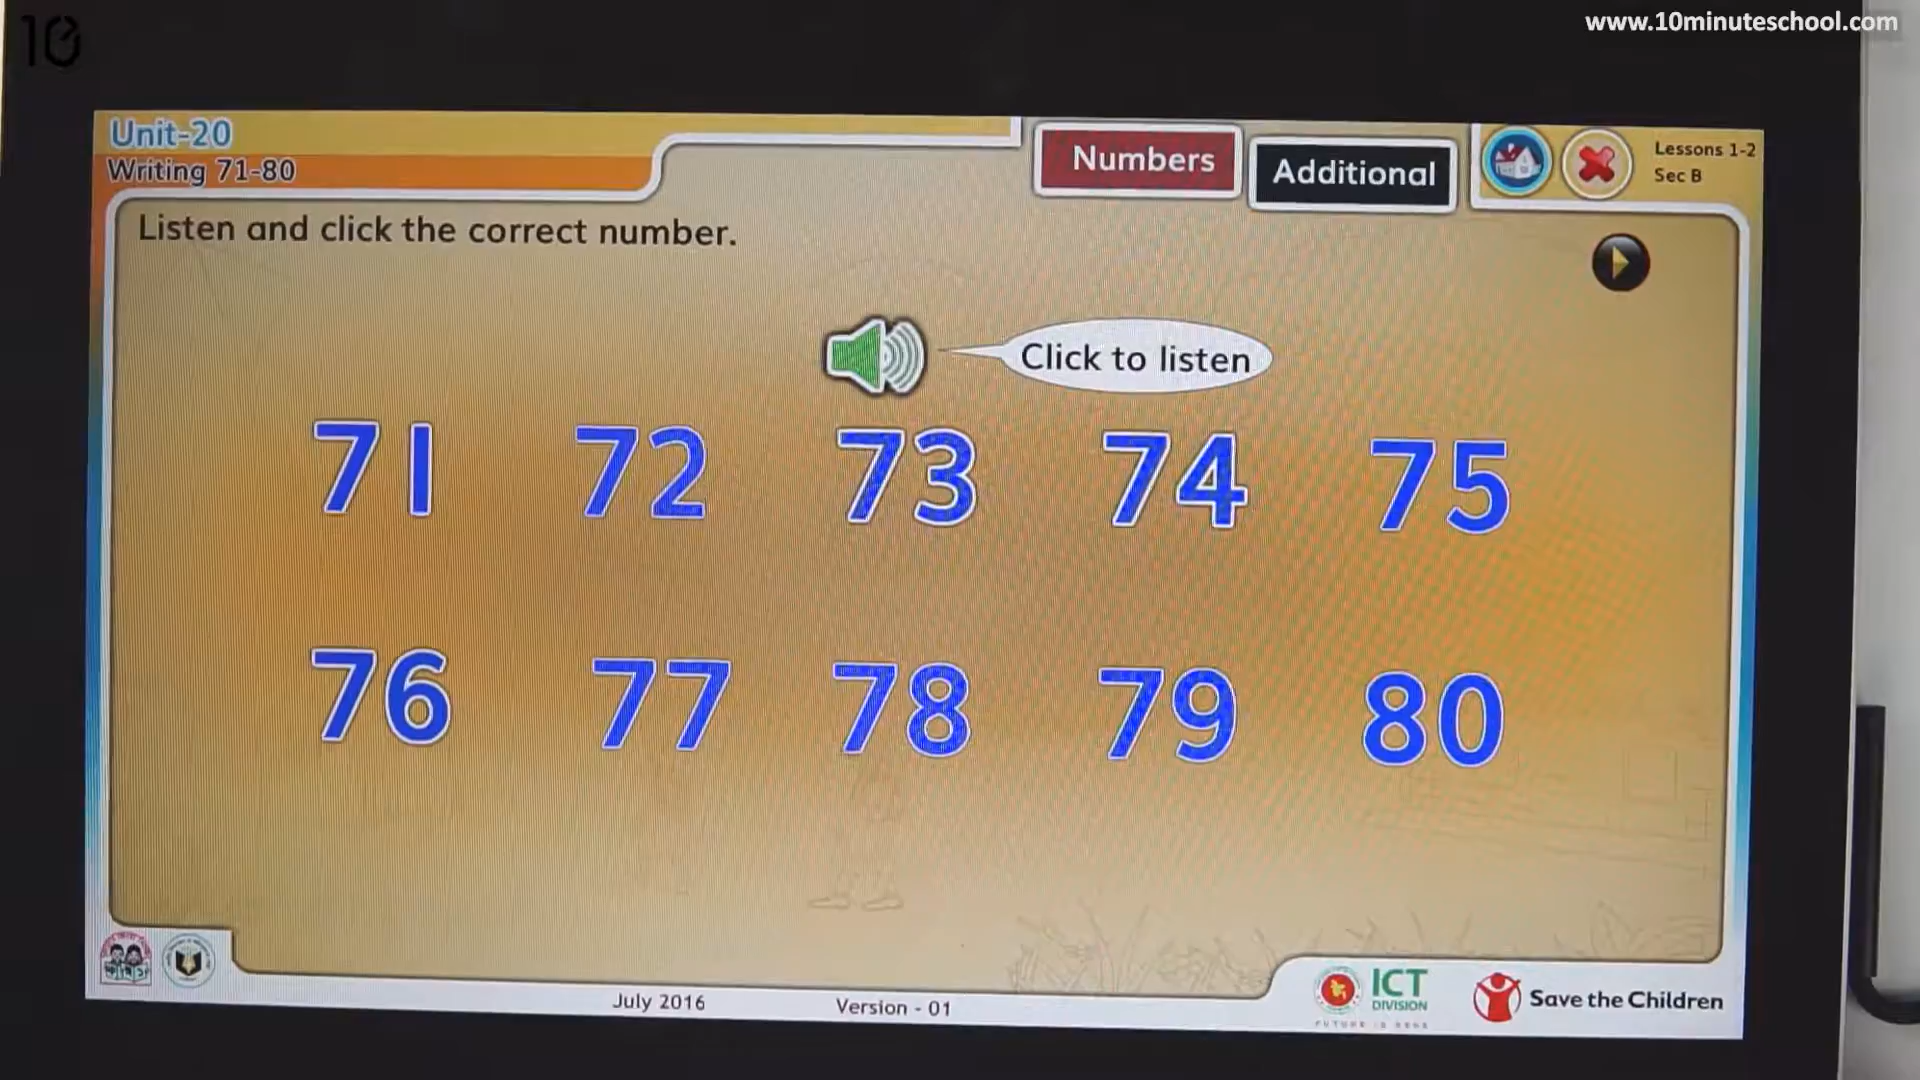 10
www.10minuteschool.com
Unit-20
Writing 71-80
Numbers
Additional
Lessons 1-2
Sec B
Listen and click the correct number.
Click to listen
71 72 73 74 75
76 77 78 79 80
July 2016
Version - 01
ICT
DIVISION
Save the Children